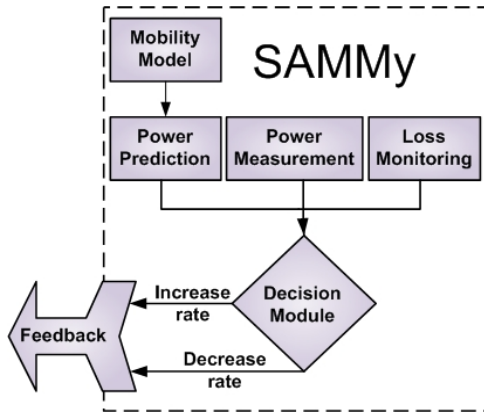 Mobility
Model
SAMMy
Power
Prediction
Power
Measurement
Loss
Monitoring
Increase
rate
Decision
Module
Feedback
Decrease
rate